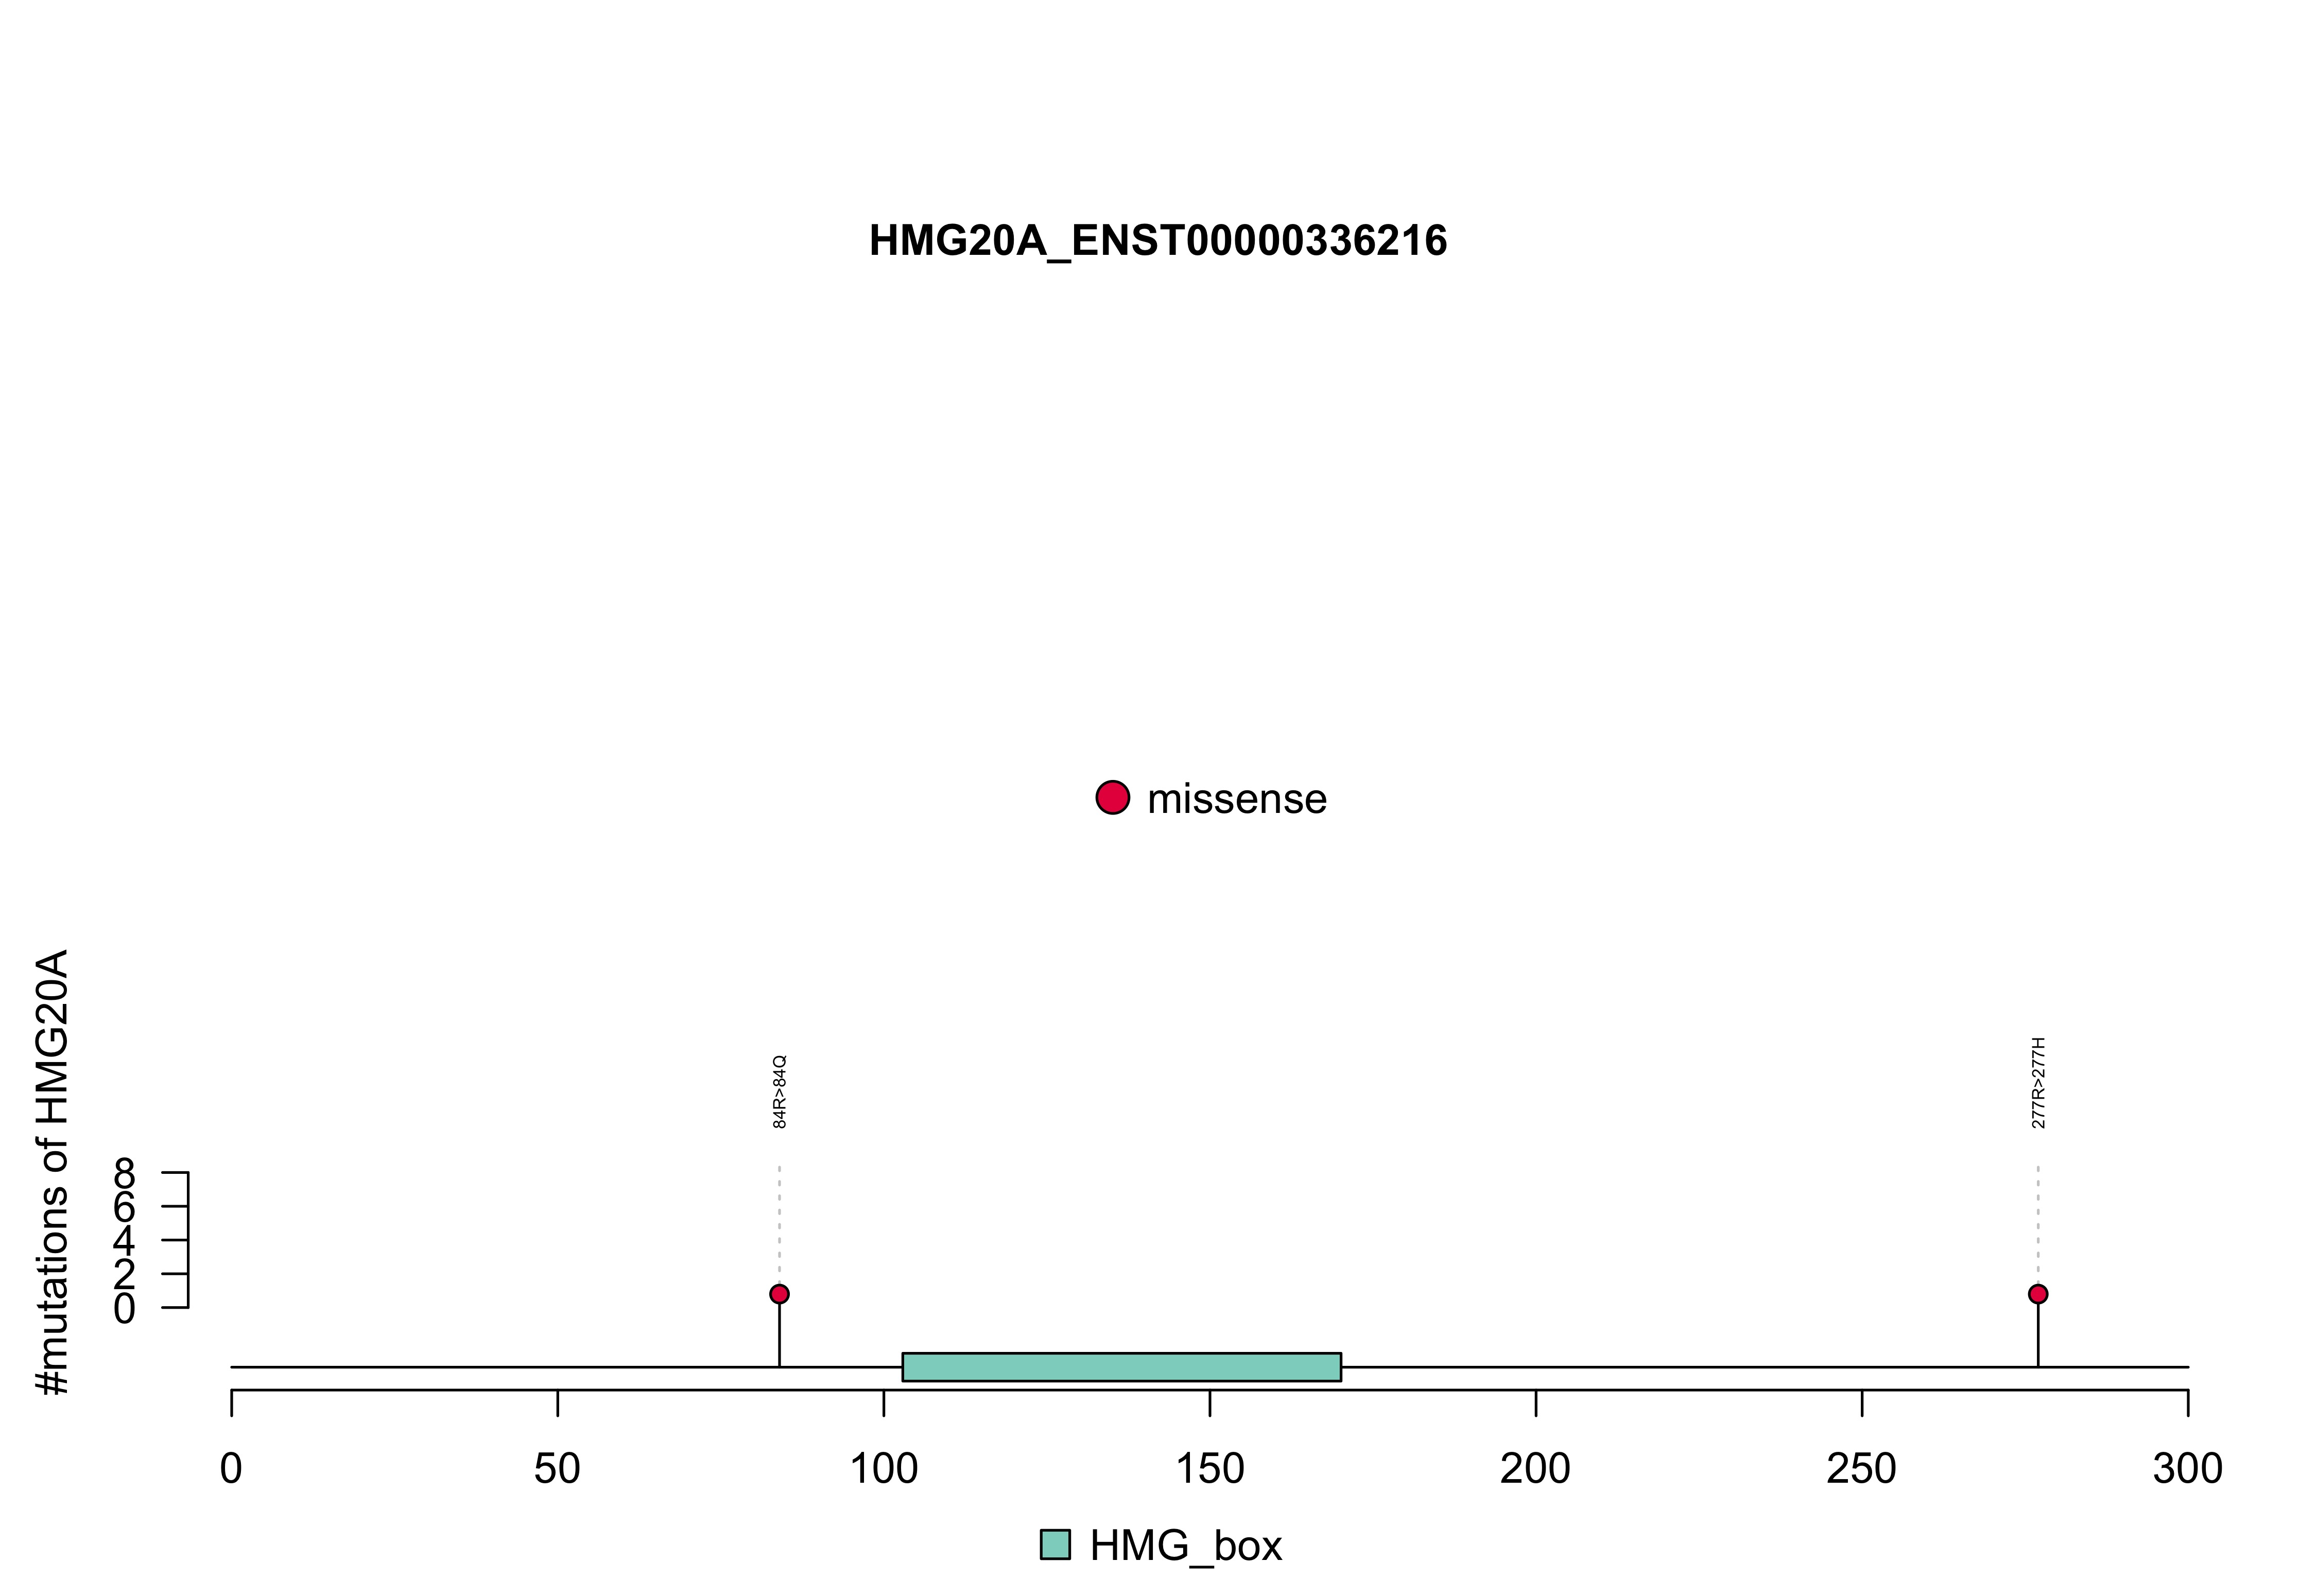 HMG20A_ENST00000336216
missense
#mutations of HMG20A
84R>84Q
277R>277H
8
6
4
2
0
0 50 100 150 200 250 300
HMG_box